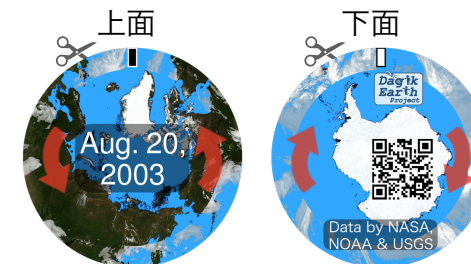 上面
下面
Aug. 20,
2003
Dagik
Earth
Project
Data by NASA,
NOAA & USGS